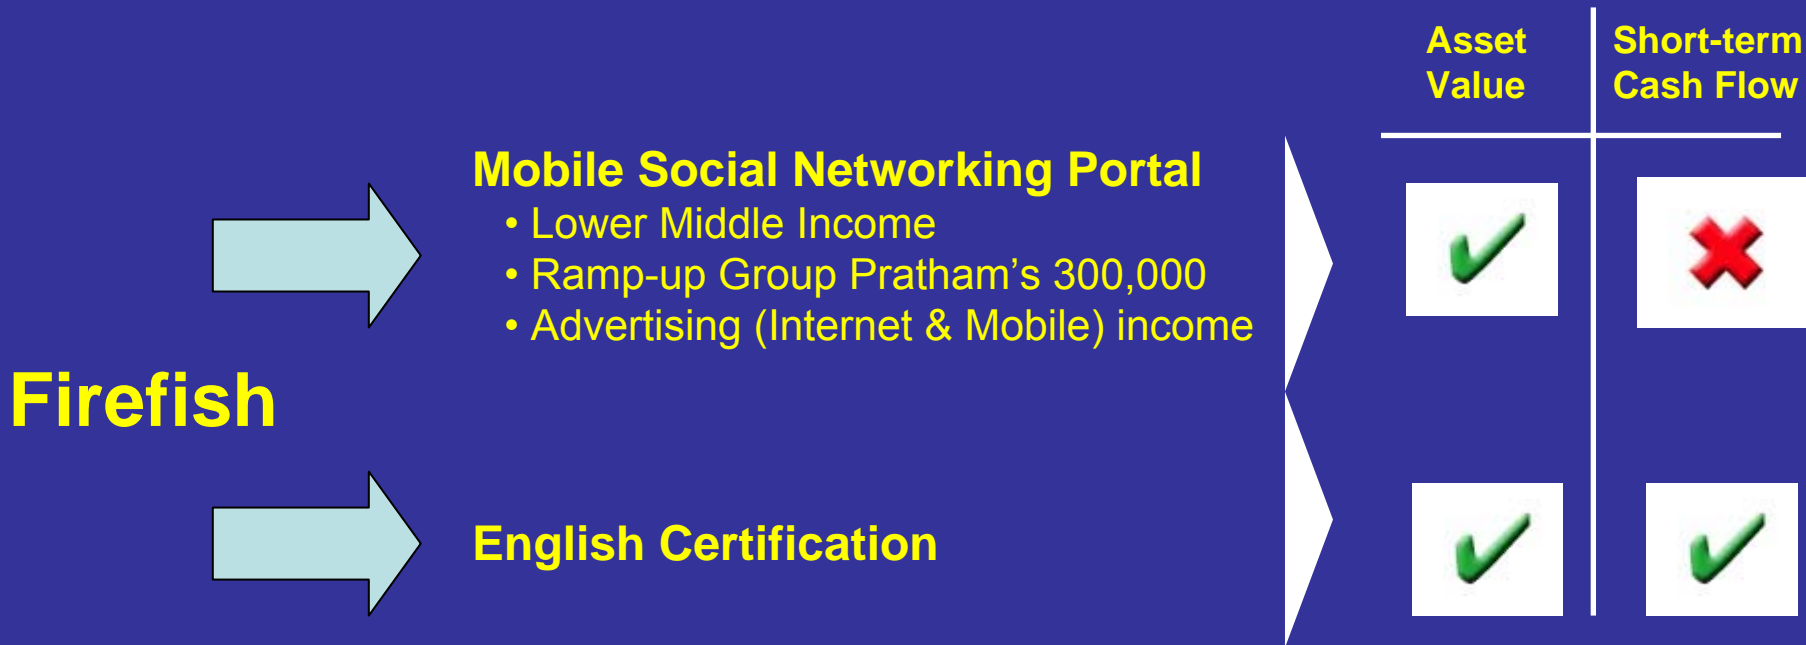 Asset
Value
Short-term
Cash Flow
Mobile Social Networking Portal
• Lower Middle Income
• Ramp-up Group Pratham’s 300,000
• Advertising (Internet & Mobile) income
Firefish
English Certification